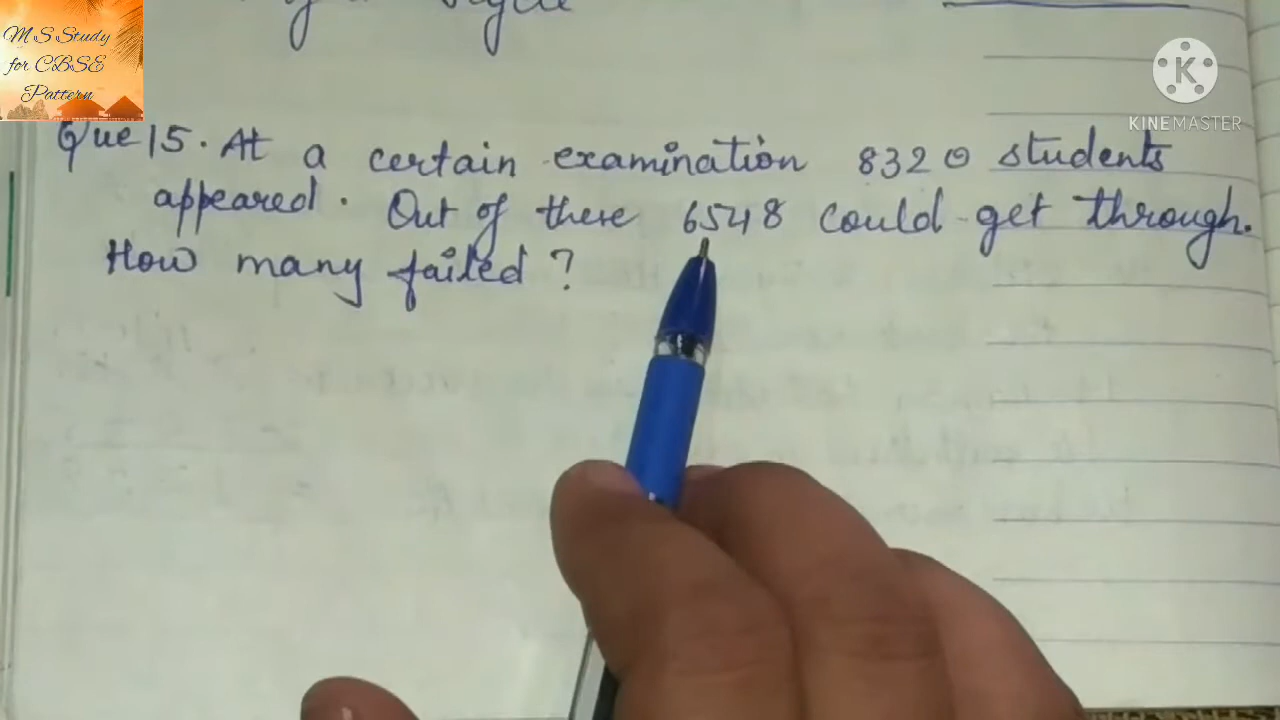 M S Study
for CBSE
Pattern
KINEMASTER
Que 15. At a certain examination 8320 students
appeared. Out of these 6548 could get through.
How many failed?